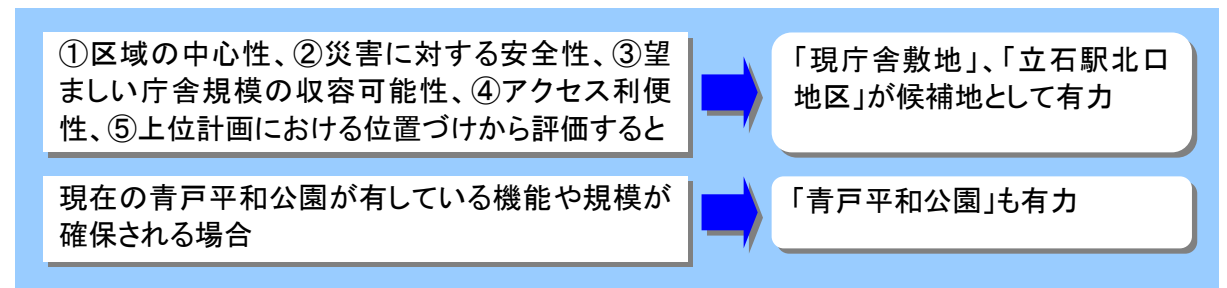 ①区域の中心性、②災害に対する安全性、③望
ましい庁舎規模の収容可能性、④アクセス利便
性、⑤上位計画における位置づけから評価すると
「現庁舎敷地」、「立石駅北口
地区」が候補地として有力
現在の青戸平和公園が有している機能や規模が
確保される場合
「青戸平和公園」も有力